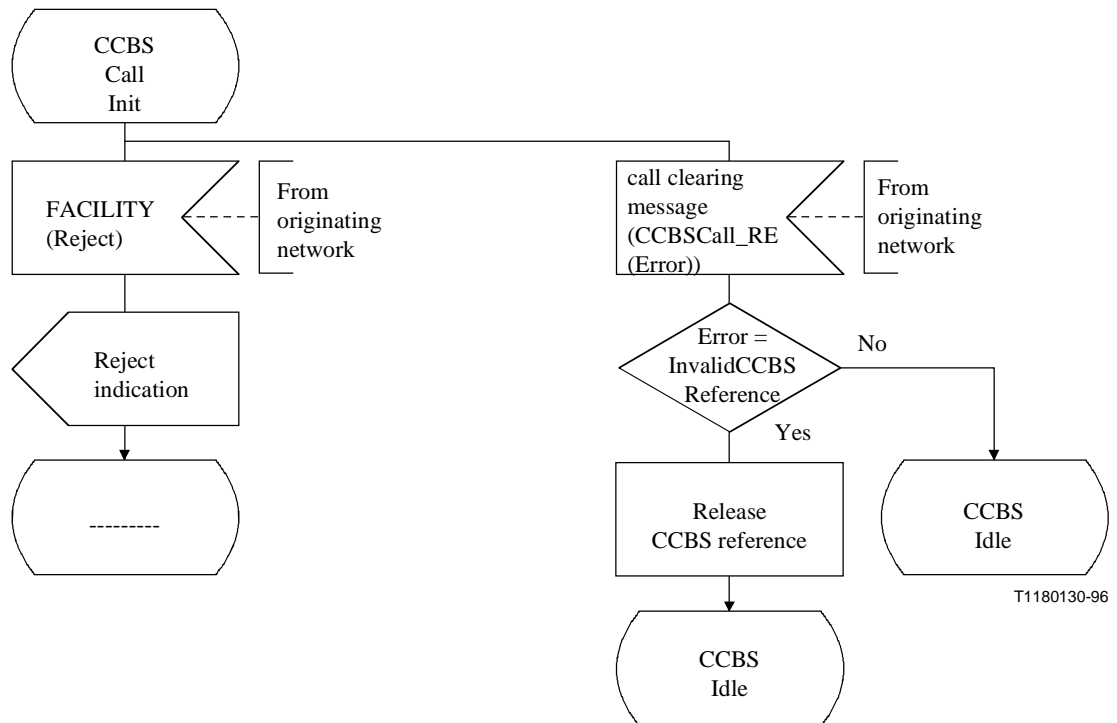 CCBS
Call
Init
FACILITY
(Reject)
From
originating
network
call clearing
message
(CCBSCall_RE
(Error))
From
originating
network
Reject
indication
Error =
InvalidCCBS
Reference
No
Yes
---------
Release
CCBS reference
CCBS
Idle
T1180130-96
CCBS
Idle